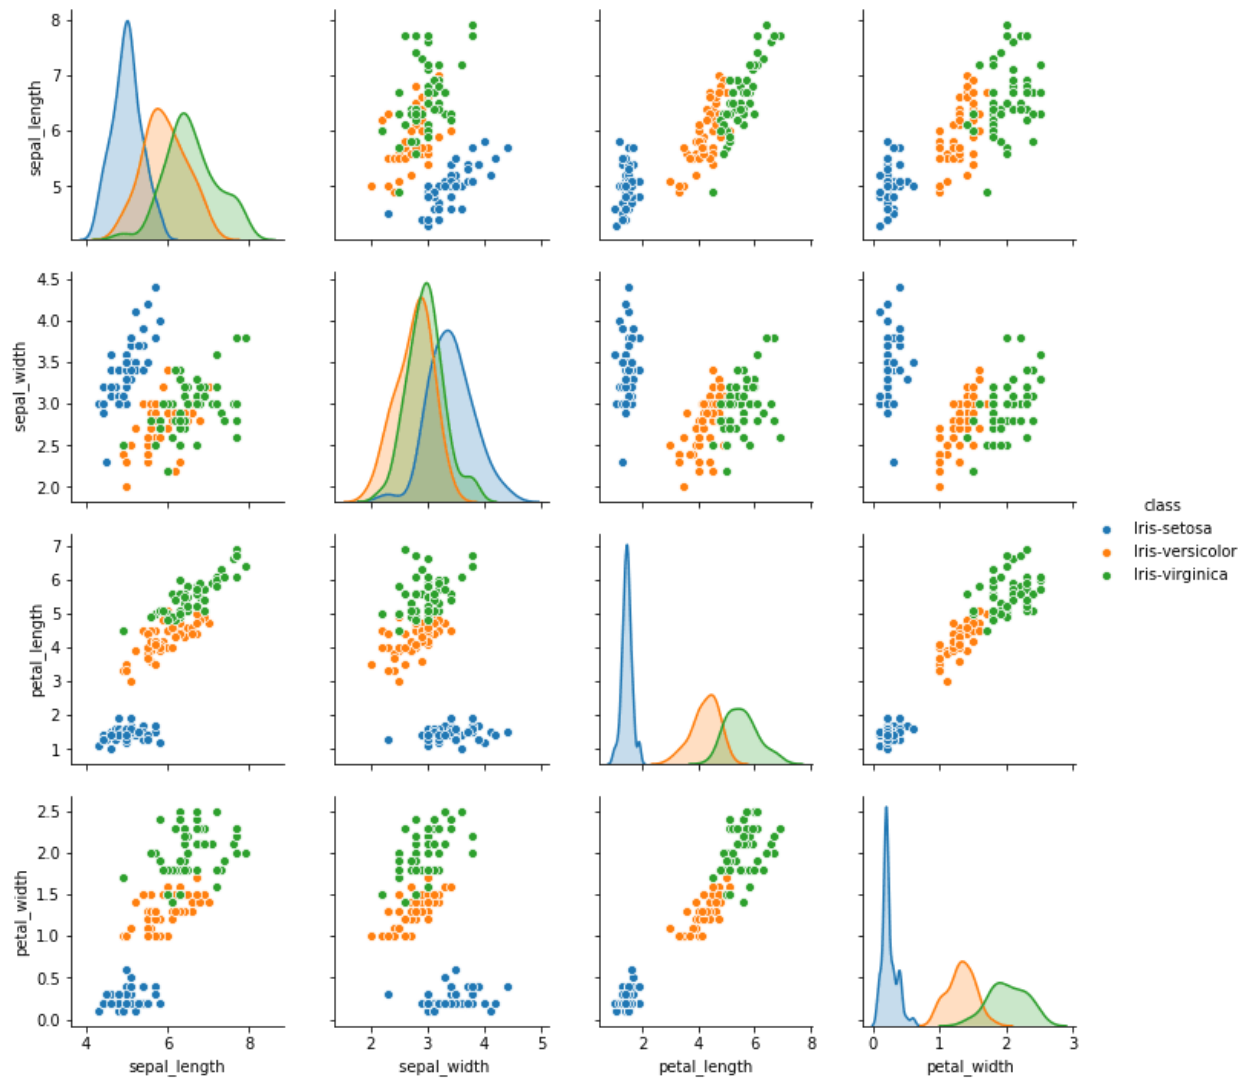 8
7
6
5
sepal_length
4.5
4.0
3.5
3.0
2.5
2.0
sepal_width
class
Iris-setosa
Iris-versicolor
Iris-virginica
7
6
5
4
3
2
1
petal_length
2.5
2.0
1.5
1.0
0.5
0.0
petal_width
4 6 8
sepal_length
2 3 4 5
sepal_width
2 4 6 8
petal_length
0 1 2 3
petal_width